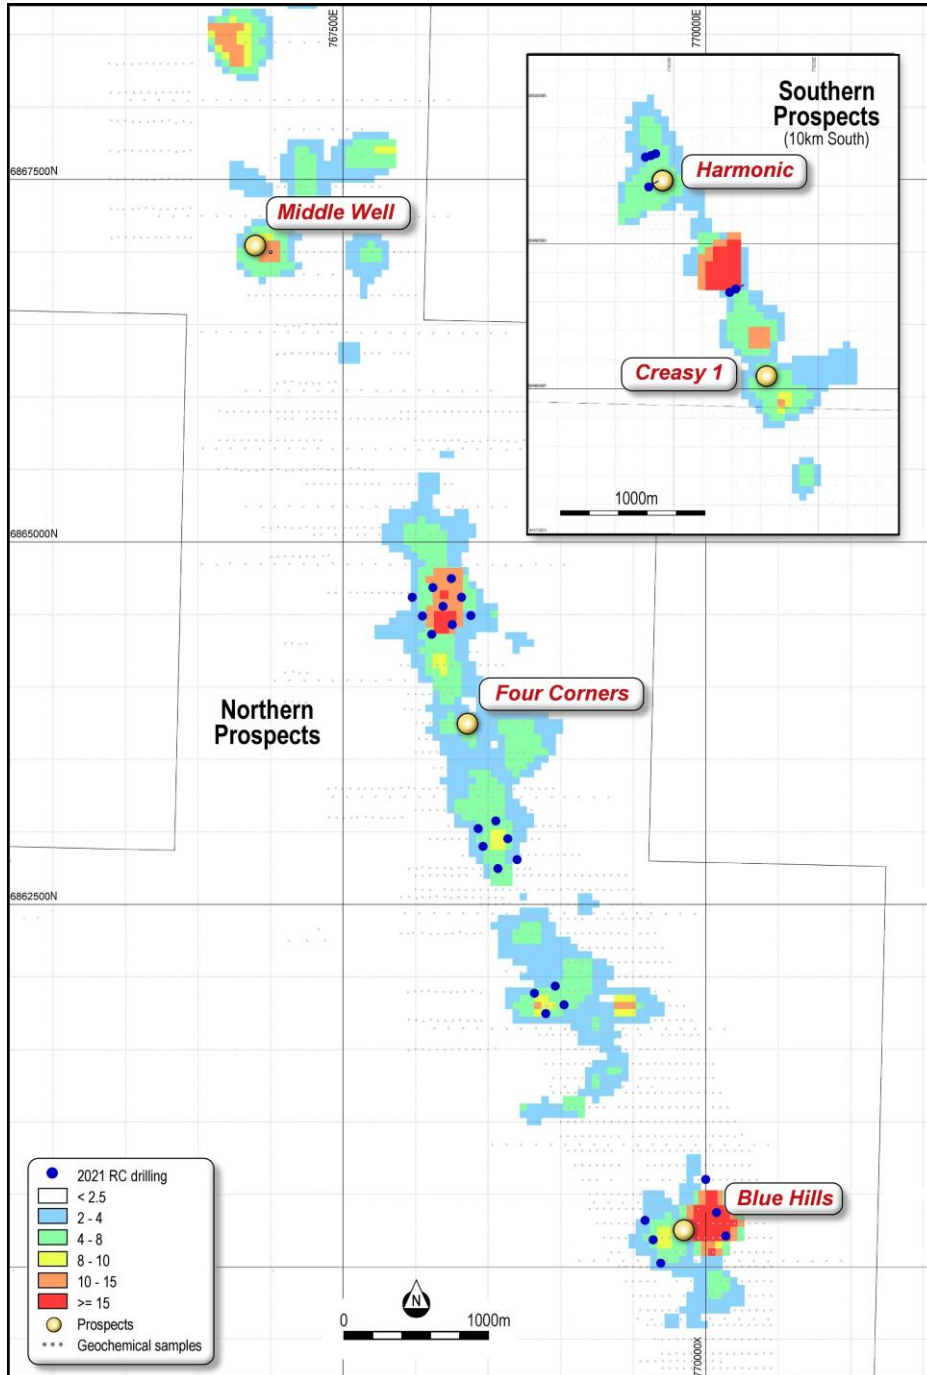 767500E
770000E
Southern
Prospects
(10km South)
Harmonic
Creasy 1
1000m
6867500N
Middle Well
6865000N
Northern
Prospects
Four Corners
6862500N
Blue Hills
2021 RC drilling
< 2.5
2 - 4
4 - 8
8 - 10
10 - 15
>= 15
Prospects
Geochemical samples
N
0
1000m
770000X